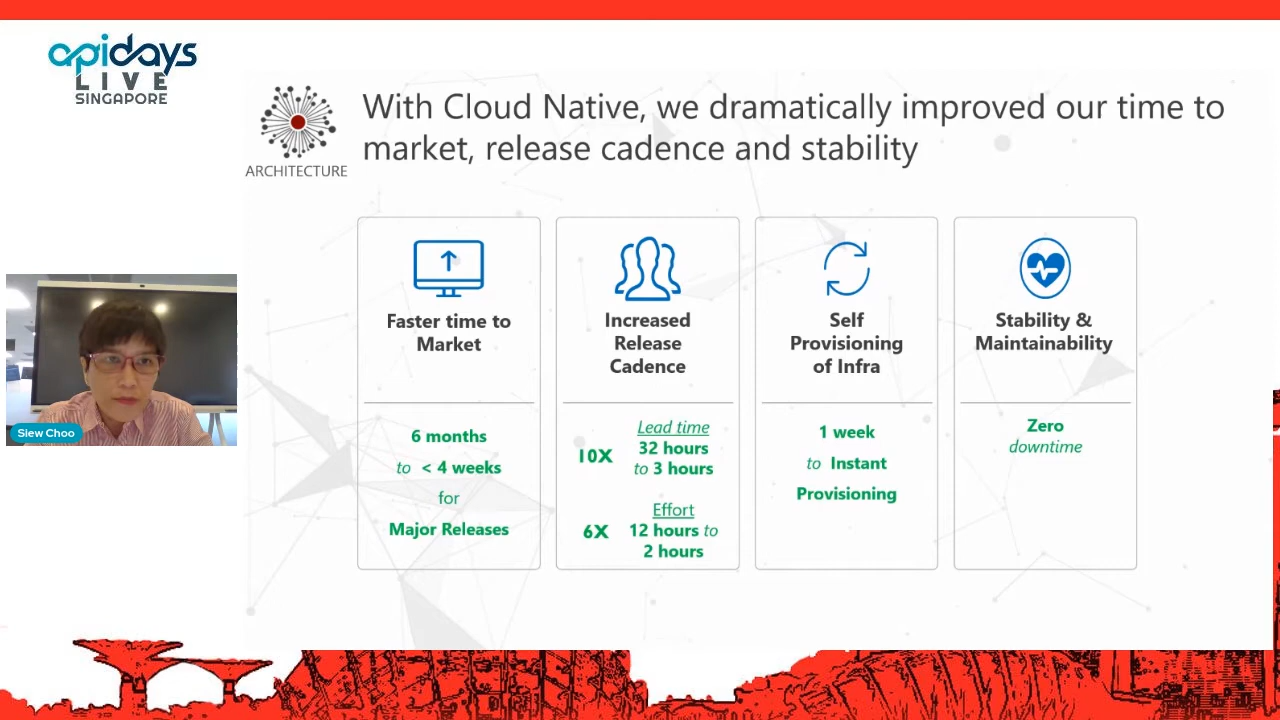 apidays
LIVE
SINGAPORE
ARCHITECTURE
With Cloud Native, we dramatically improved our time to
market, release cadence and stability
Faster time to
Market
6 months
to < 4 weeks
for
Major Releases
Increased
Release
Cadence
10X
Lead time
32 hours
to 3 hours
6X
Effort
12 hours to
2 hours
Self
Provisioning
of Infra
1 week
to Instant
Provisioning
Stability &
Maintainability
Zero
downtime
Siew Choo